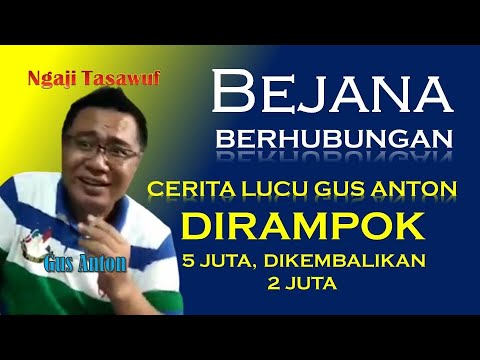 Ngaji Tasawuf
Bejana
berhubungan
Cerita Lucu Gus Anton
DIRAMPOK
5 Juta, dikembalikan
2 Juta
Gus Anton